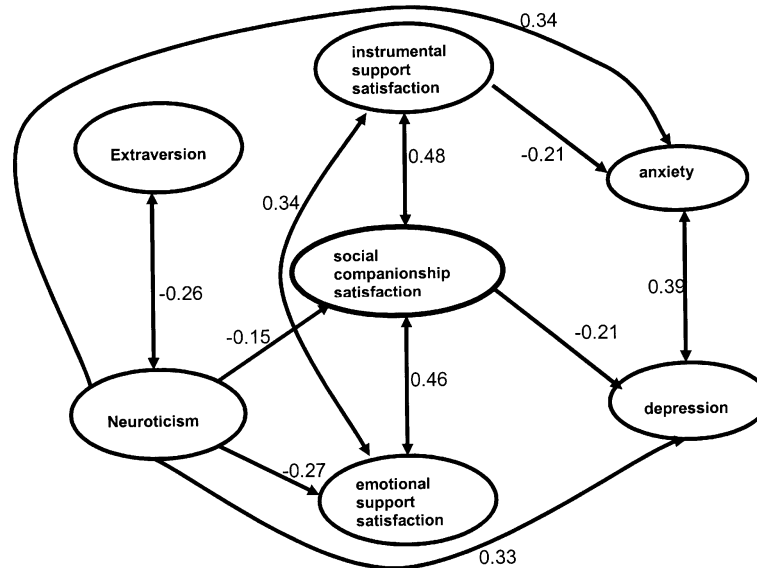 0.34
instrumental
support
satisfaction
Extraversion
-0.21
0.48
anxiety
0.34
social
companionship
satisfaction
-0.26
0.39
-0.15
-0.21
0.46
Neuroticism
depression
-0.27
emotional
support
satisfaction
0.33